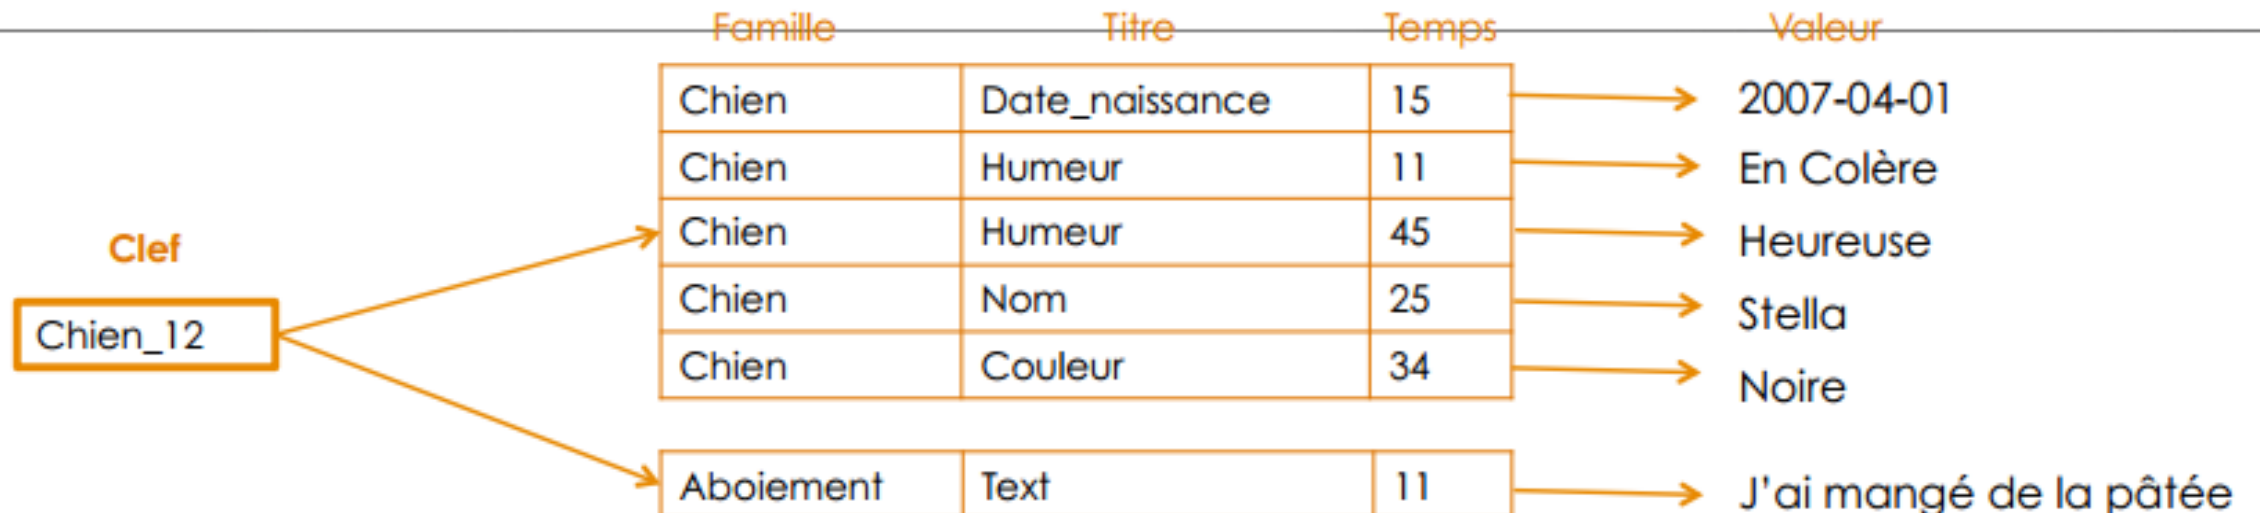 Famille Titre Temps Valeur
Chien Date_naissance 15 2007-04-01
Chien Humeur 11 En Colère
Chien Humeur 45 Heureuse
Clef
Chien Nom 25 Stella
Chien_12
Chien Couleur 34 Noire
Aboiement Text 11 J'ai mangé de la pâtée